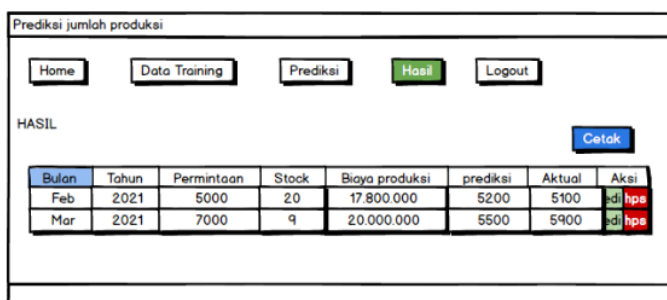 Prediksi jumlah produksi
Home Data Training Prediksi Hasil Logout
HASIL
Cetak
Bulan Tahun Permintaan Stock Biaya produksi prediksi Aktual Aksi
Feb 2021 5000 20 17.800.000 5200 5100 edi hps
Mar 2021 7000 9 20.000.000 5500 5900 edi hps